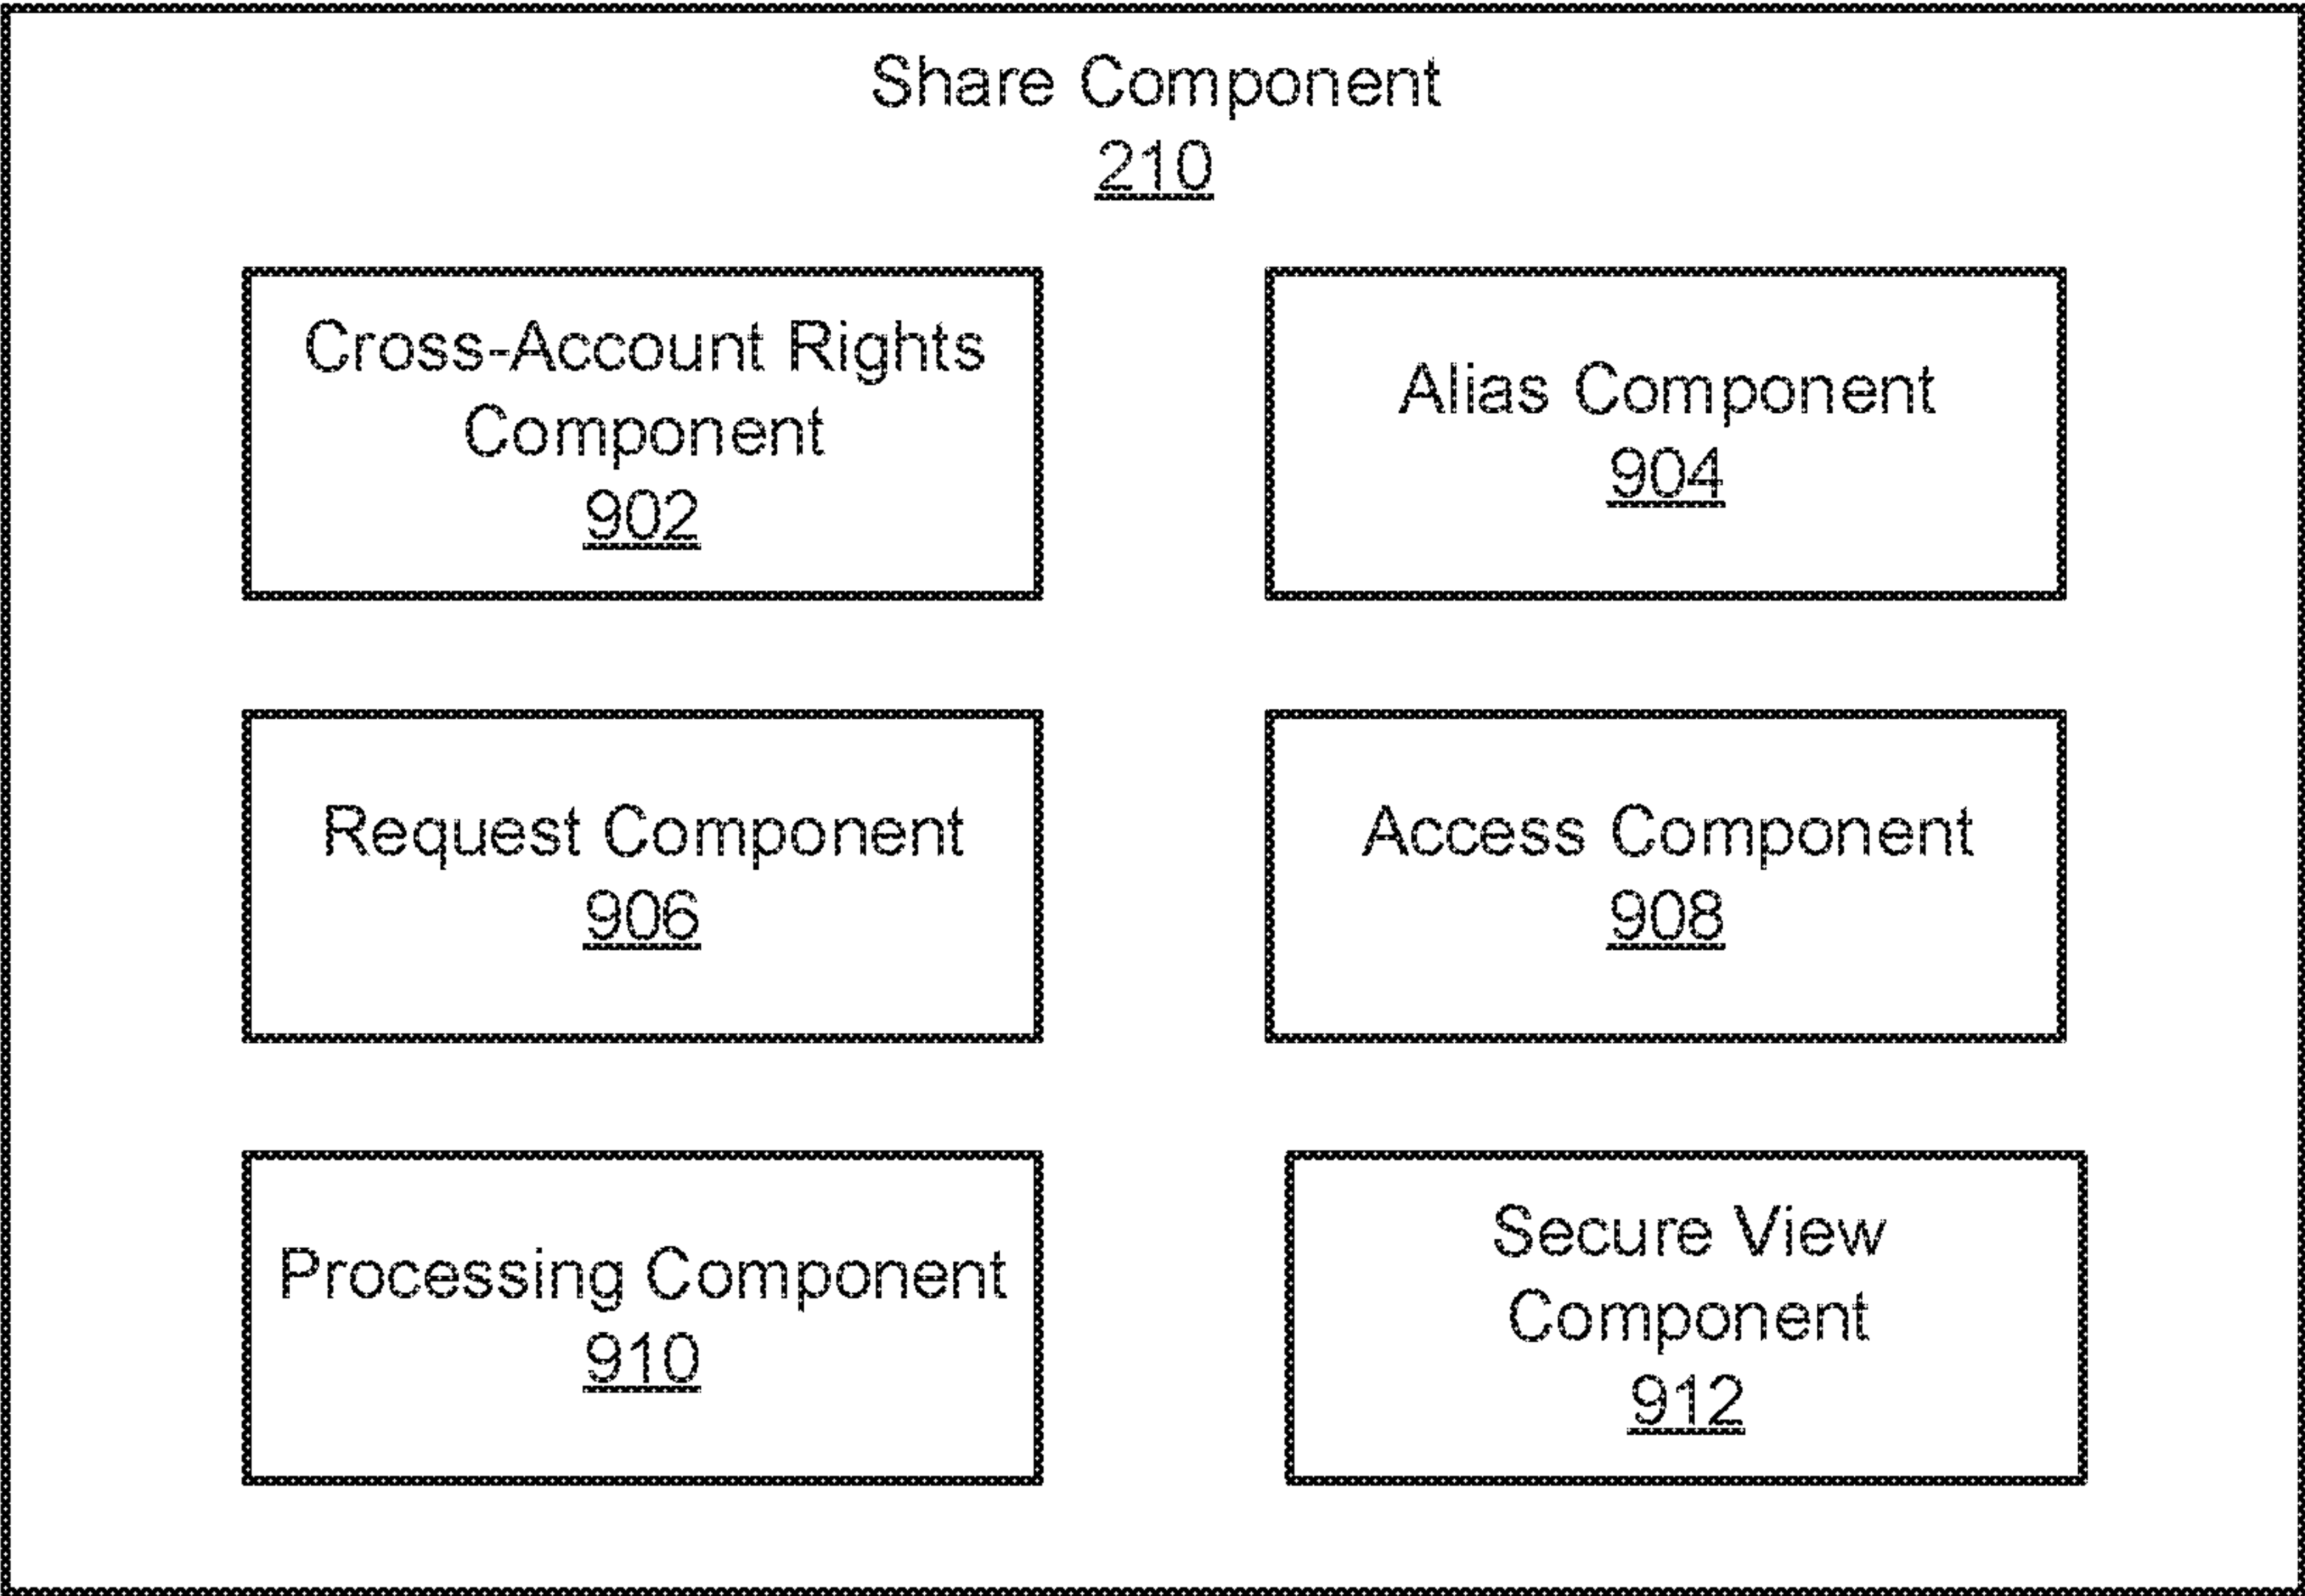 Share Component
210
Cross-Account Rights
Component
902
Alias Component
904
Request Component
906
Access Component
908
Processing Component
910
Secure View
Component
912